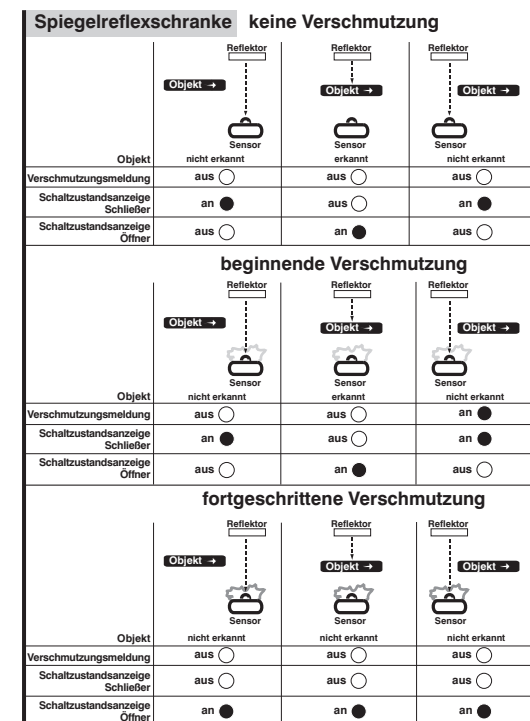 Spiegelreflexschranke keine Verschmutzung
Reflektor Reflektor Reflektor
Objekt → Objekt → Objekt →
Sensor Sensor Sensor
Objekt nicht erkannt erkannt nicht erkannt
Verschmutzungsmeldung aus aus aus
Schaltzustandsanzeige
Schließer an aus an
Schaltzustandsanzeige
Öffner aus an aus
beginnende Verschmutzung
Reflektor Reflektor Reflektor
Objekt → Objekt → Objekt →
Sensor Sensor Sensor
Objekt nicht erkannt erkannt nicht erkannt
Verschmutzungsmeldung aus aus an
Schaltzustandsanzeige
Schließer an aus an
Schaltzustandsanzeige
Öffner aus an aus
fortgeschrittene Verschmutzung
Reflektor Reflektor Reflektor
Objekt → Objekt → Objekt →
Sensor Sensor Sensor
Objekt nicht erkannt nicht erkannt nicht erkannt
Verschmutzungsmeldung aus aus aus
Schaltzustandsanzeige
Schließer aus aus aus
Schaltzustandsanzeige
Öffner an an an